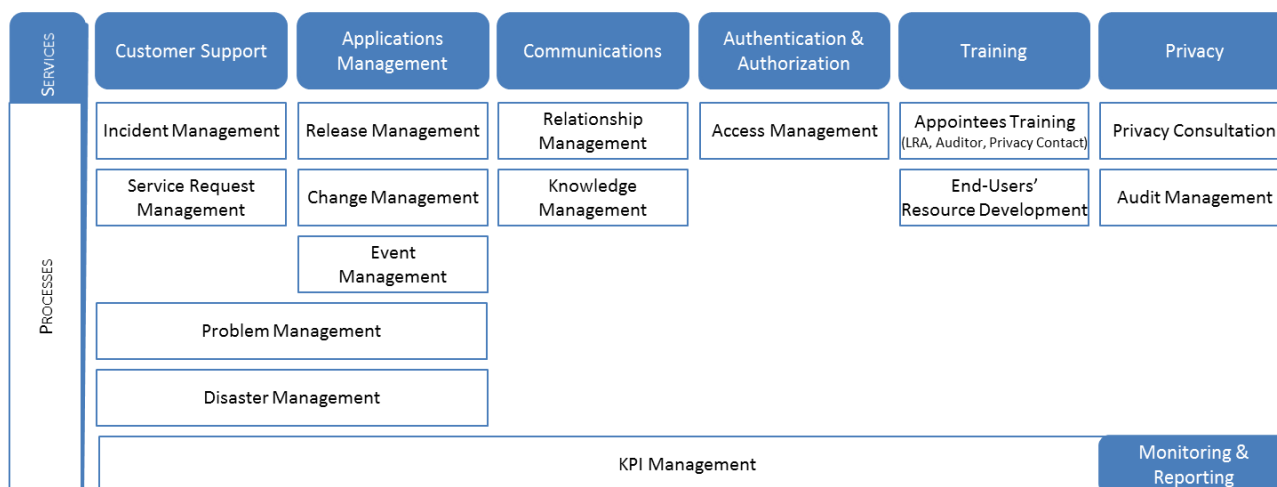 SERVICES
Customer Support
Applications
Management
Communications
Authentication &
Authorization
Training
Privacy
PROCESSES
Incident Management
Release Management
Relationship
Management
Access Management
Appointees Training
(LRA, Auditor, Privacy Contact)
Privacy Consultation
Service Request
Management
Change Management
Knowledge
Management
End-Users'
Resource Development
Audit Management
Event
Management
Problem Management
Disaster Management
KPI Management
Monitoring &
Reporting